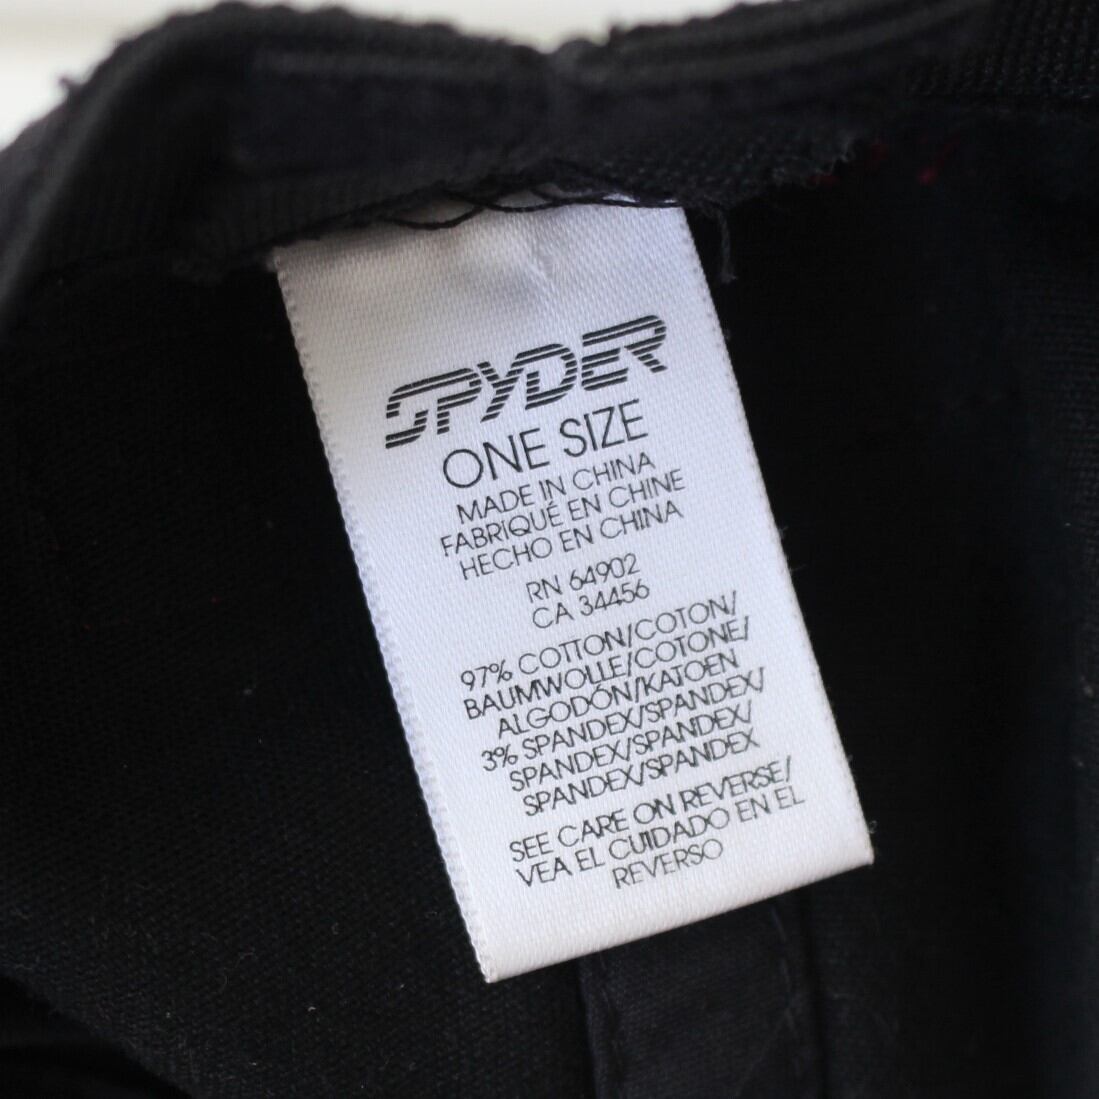 SPYDER
ONE SIZE
MADE IN CHINA
FABRIQUÉ EN CHINE
HECHO EN CHINA
RN 64902
CA 34456
97% COTTON/COTON/
BAUMWOLLE/COTONE/
ALGODÓN/KATOEN
3% SPANDEX/SPANDEX/
SPANDEX/SPANDEX/
SPANDEX/SPANDEX
SEE CARE ON REVERSE/
VEA EL CUIDADO EN EL
REVERSO